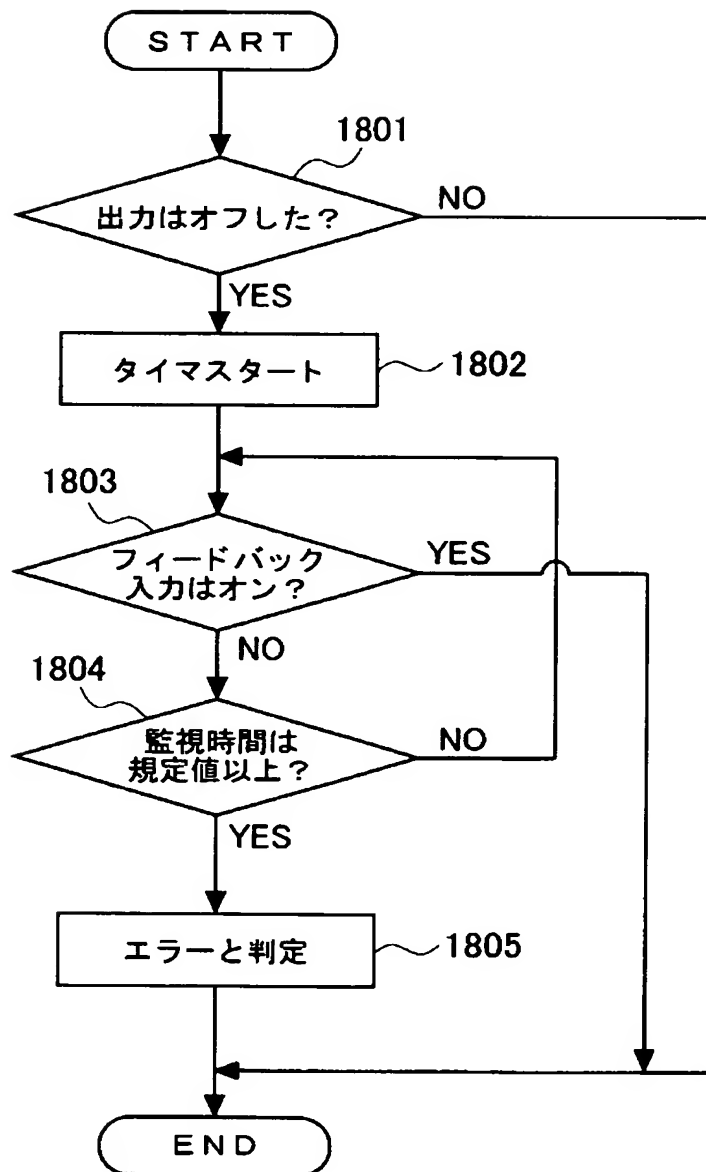 START
1801
出力はオフした?
NO
YES
タイマスタート
1802
1803
フィードバック
入力はオン?
YES
NO
1804
監視時間は
規定値以上?
NO
YES
エラーと判定
1805
END